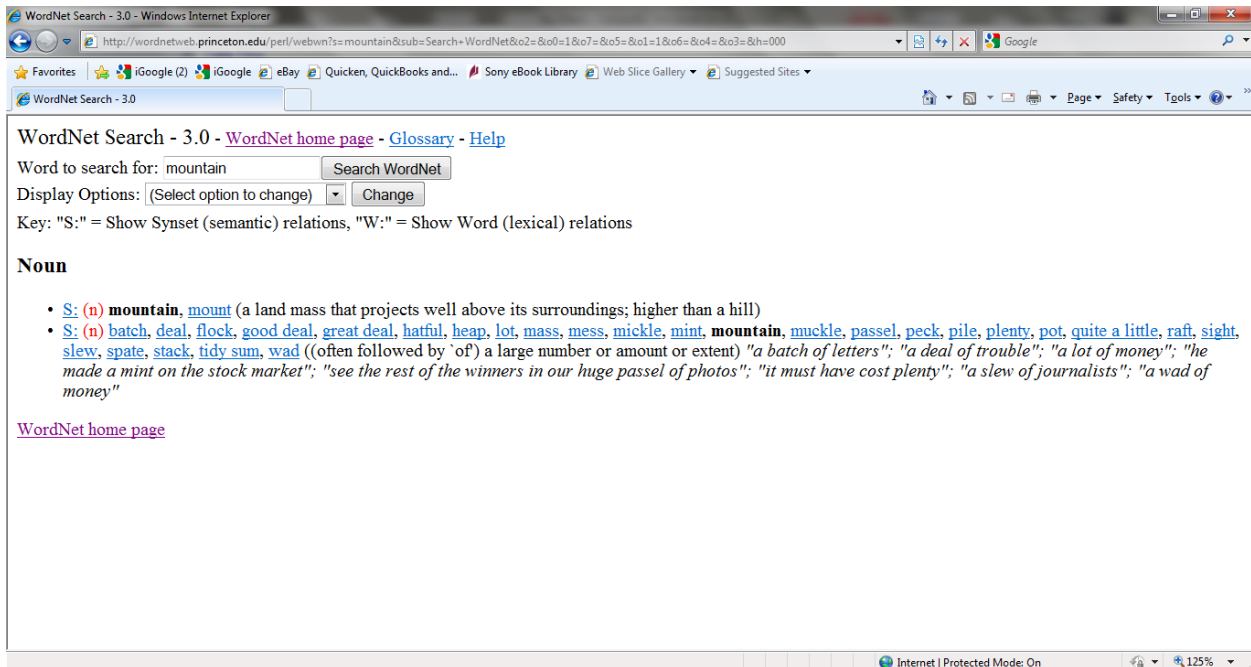 WordNet Search - 3.0 - Windows Internet Explorer
http://wordnetweb.princeton.edu/perl/webwn?s=mountain&sub=Search+WordNet&o2=&o0=1&o7=&o5=&o1=1&o6=&o4=&o3=&h=000 Google
Favorites iGoogle (2) iGoogle eBay Quicken, QuickBooks and... Sony eBook Library Web Slice Gallery Suggested Sites
WordNet Search - 3.0 Page Safety Tools »
WordNet Search - 3.0 - WordNet home page - Glossary - Help
Word to search for: mountain Search WordNet
Display Options: (Select option to change) Change
Key: "S:" = Show Synset (semantic) relations, "W:" = Show Word (lexical) relations
Noun
• S: (n) mountain, mount (a land mass that projects well above its surroundings; higher than a hill)
• S: (n) batch, deal, flock, good deal, great deal, hatful, heap, lot, mass, mess, mickle, mint, mountain, muckle, passel, peck, pile, plenty, pot, quite a little, raft, sight,
slew, spate, stack, tidy sum, wad ((often followed by `of') a large number or amount or extent) "a batch of letters"; "a deal of trouble"; "a lot of money"; "he
made a mint on the stock market"; "see the rest of the winners in our huge passel of photos"; "it must have cost plenty"; "a slew of journalists"; "a wad of
money"
WordNet home page
Internet | Protected Mode: On 125%